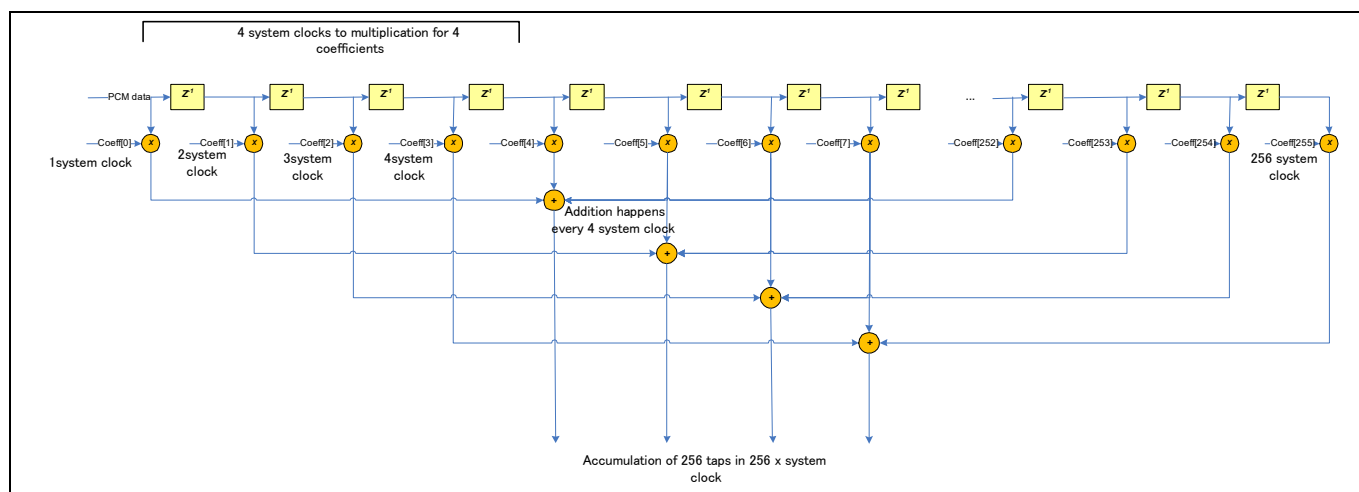 4 system clocks to multiplication for 4
coefficients
PCM data Z-1 Z-1 Z-1 Z-1 Z-1 Z-1 Z-1 Z-1 ... Z-1 Z-1 Z-1
Coeff[0] x Coeff[1] x Coeff[2] x Coeff[3] x Coeff[4] x Coeff[5] x Coeff[6] x Coeff[7] x Coeff[252] x Coeff[253] x Coeff[254] x Coeff[255] x
1system clock
2system
clock
3system
clock
4system
clock
256 system
clock
+
Addition happens
every 4 system clock
+
+
+
Accumulation of 256 taps in 256 x system
clock